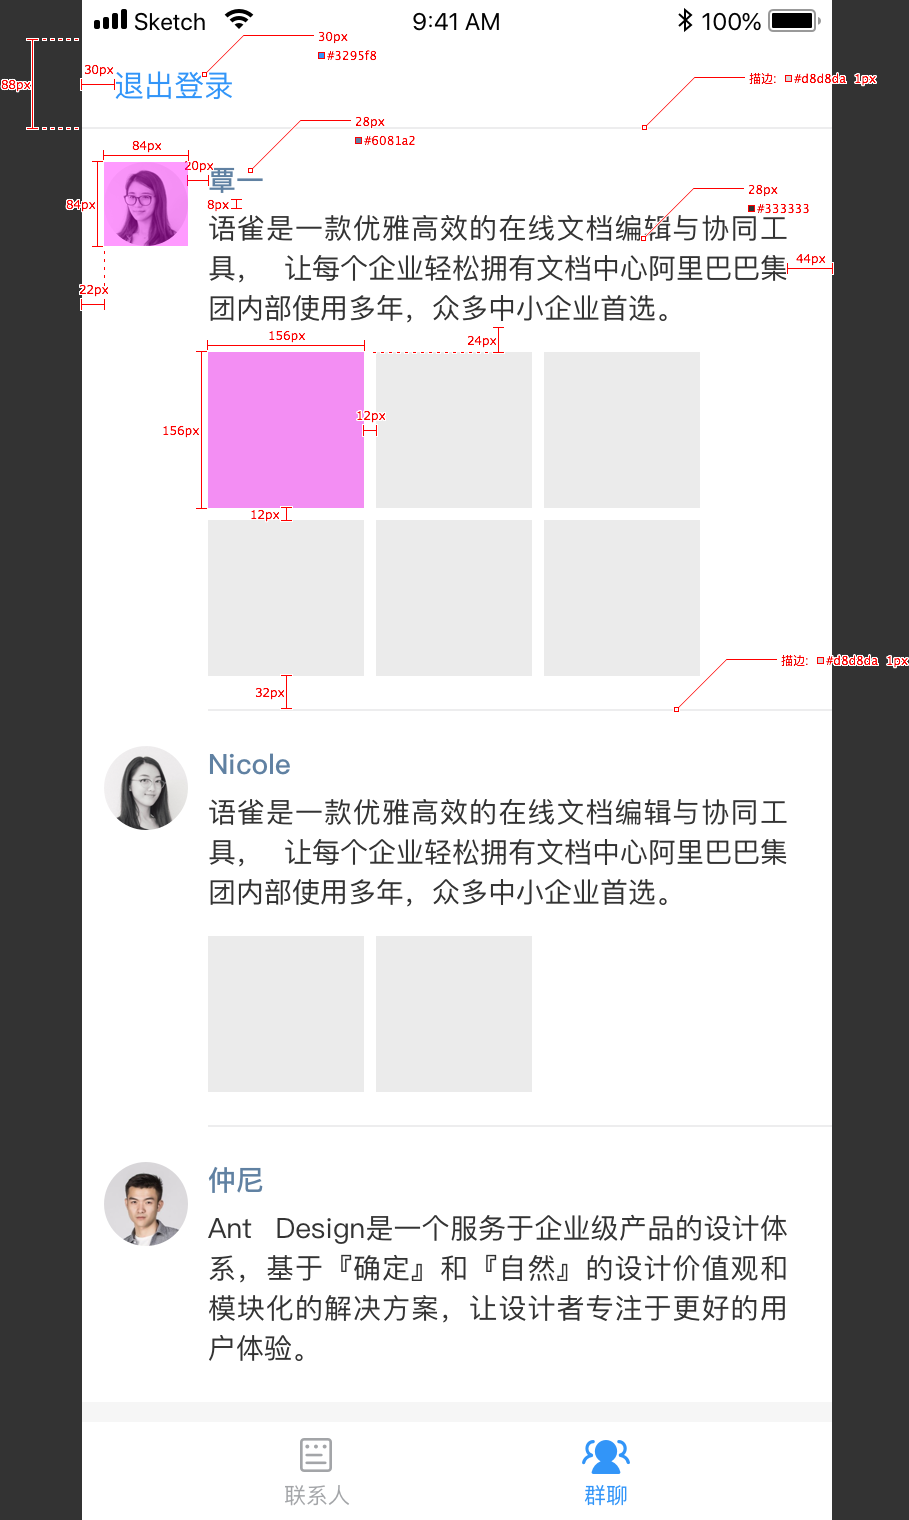 Sketch
9:41 AM
100%
30px
#3295f8
88px
30px
退出登录
描边: #d8d8da 1px
28px
#6081a2
84px
20px
覃一
84px
8px
28px
#333333
语雀是一款优雅高效的在线文档编辑与协同工
具， 让每个企业轻松拥有文档中心阿里巴巴集
44px
22px
团内部使用多年，众多中小企业首选。
156px
24px
156px
12px
12px
描边: #d8d8da 1px
32px
Nicole
语雀是一款优雅高效的在线文档编辑与协同工
具， 让每个企业轻松拥有文档中心阿里巴巴集
团内部使用多年，众多中小企业首选。
仲尼
Ant Design是一个服务于企业级产品的设计体
系，基于『确定』和『自然』的设计价值观和
模块化的解决方案，让设计者专注于更好的用
户体验。
联系人
群聊